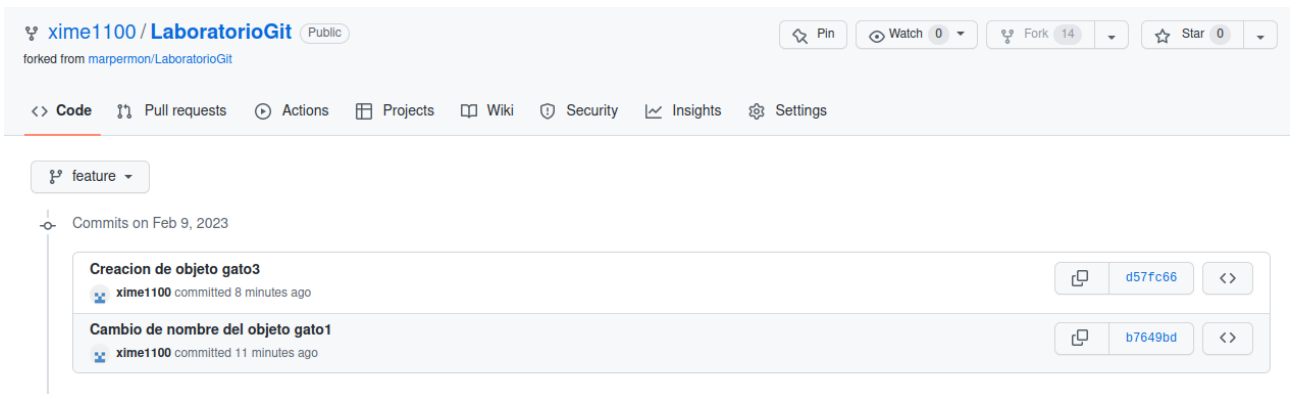 xime1100 / LaboratorioGit Public
Pin Watch 0 Fork 14 Star 0
forked from marpermon/LaboratorioGit
<> Code Pull requests Actions Projects Wiki Security Insights Settings
feature
Commits on Feb 9, 2023
Creacion de objeto gato3
xime1100 committed 8 minutes ago
d57fc66 <>
Cambio de nombre del objeto gato1
xime1100 committed 11 minutes ago
b7649bd <>